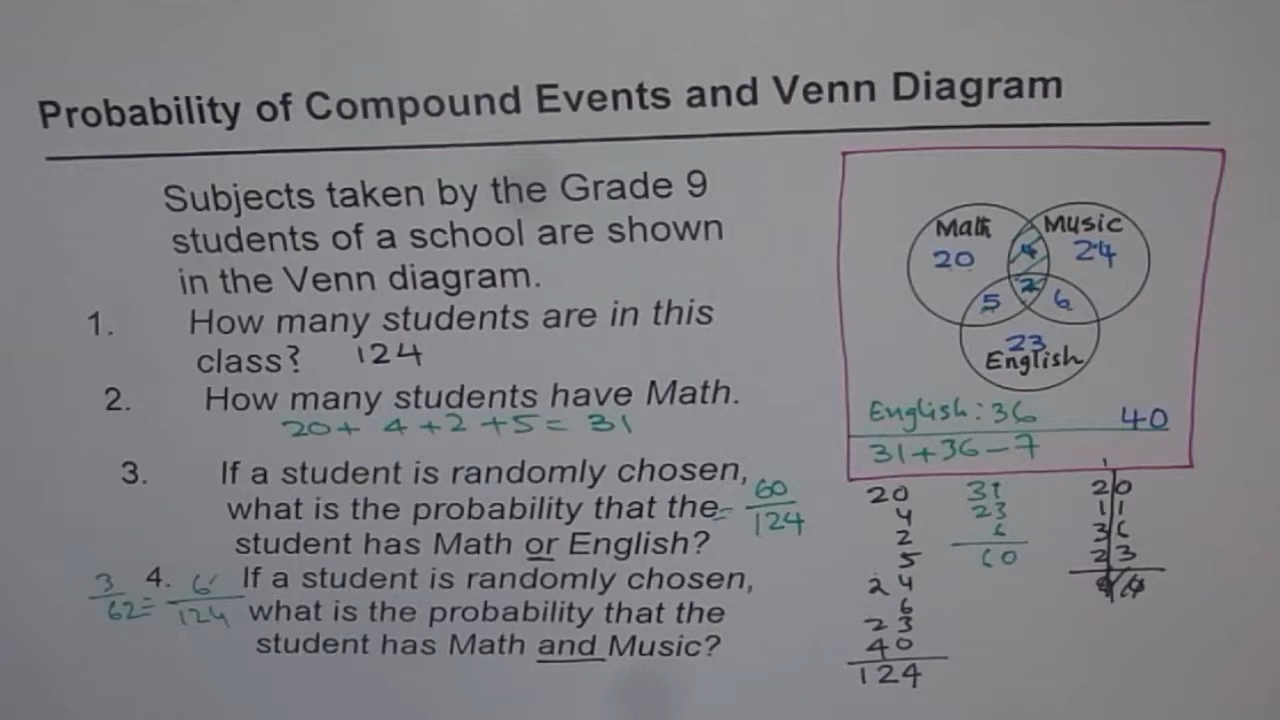 Probability of Compound Events and Venn Diagram
Subjects taken by the Grade 9
students of a school are shown
in the Venn diagram.
1. How many students are in this
class? 124
2. How many students have Math.
20+ 4+2+5= 31
3. If a student is randomly chosen,
what is the probability that the = 60/124
student has Math or English?
3/62 = 6/124 4. If a student is randomly chosen,
what is the probability that the
student has Math and Music?
Math Music
20 4 24
2
5 6
23
English
English: 36 40
31+36-7
20
4
2
5
24
6
23
40
124
31
23
6
60
1
20
11
36
23